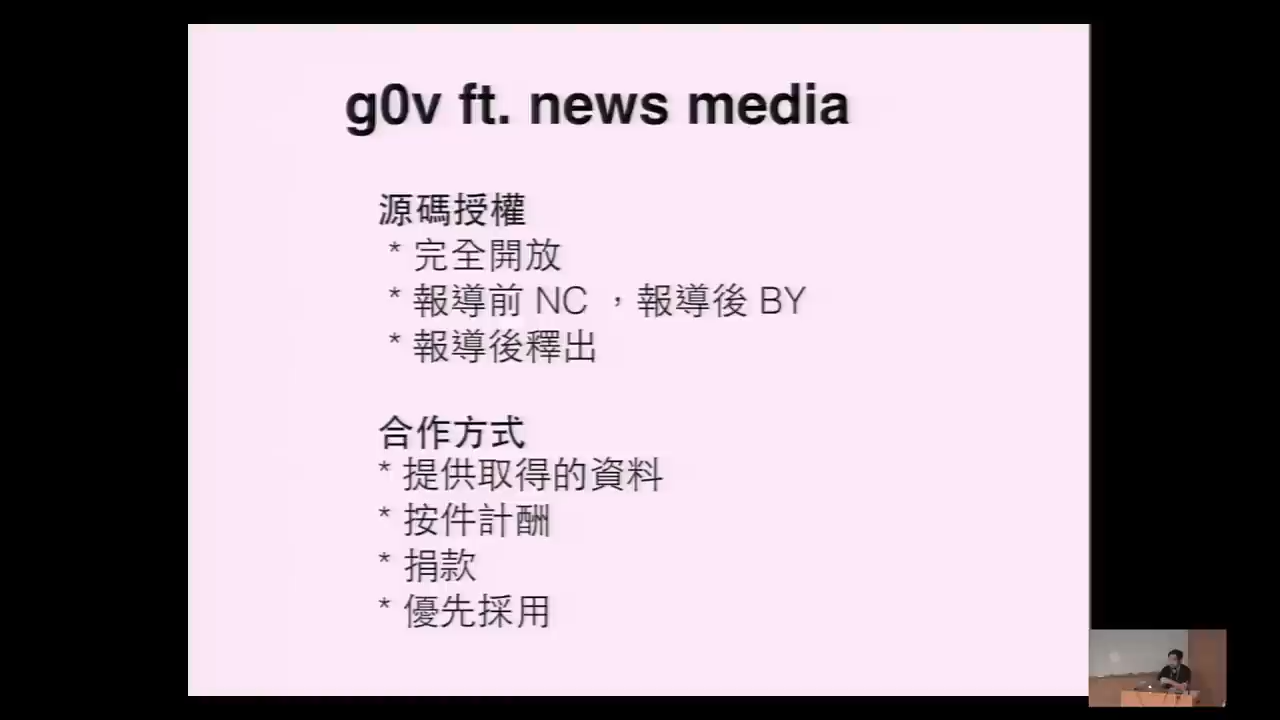 g0v ft. news media
源碼授權
* 完全開放
* 報導前 NC ，報導後 BY
* 報導後釋出
合作方式
* 提供取得的資料
* 按件計酬
* 捐款
* 優先採用